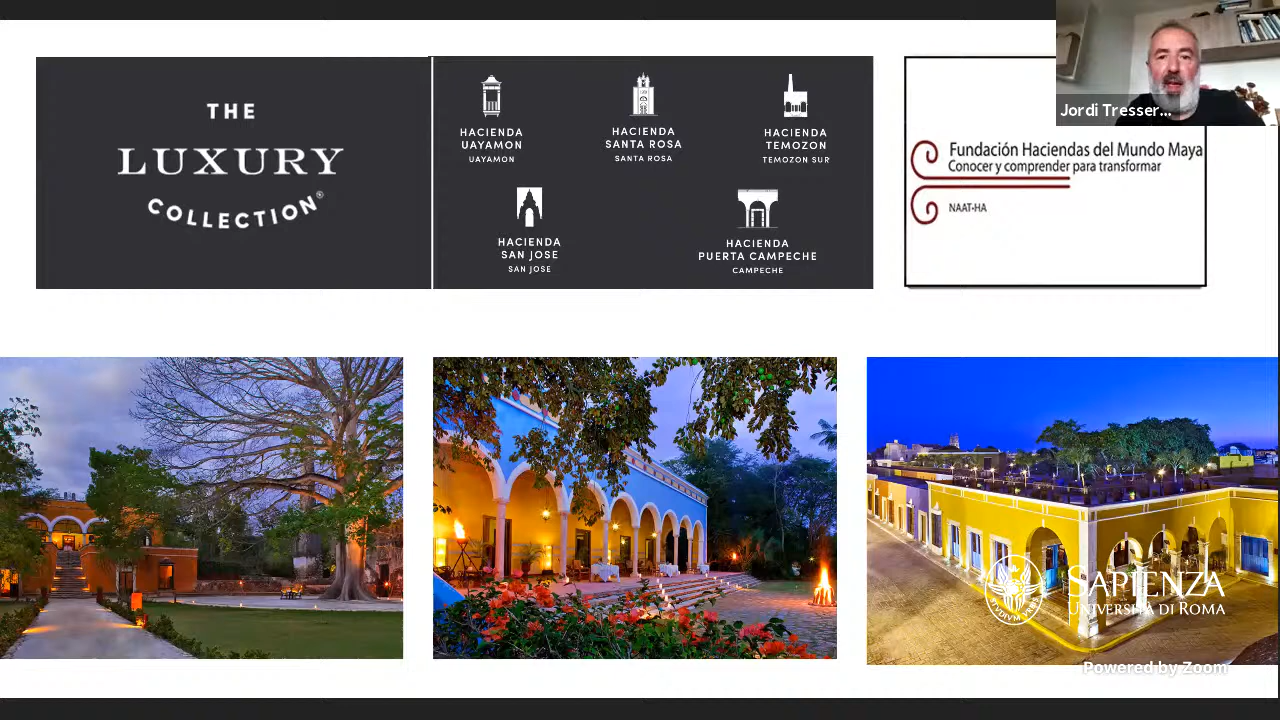 THE
LUXURY
COLLECTION®
HACIENDA
UAYAMON
UAYAMON
HACIENDA
SANTA ROSA
SANTA ROSA
HACIENDA
TEMOZON
TEMOZON SUR
HACIENDA
SAN JOSE
SAN JOSE
HACIENDA
PUERTA CAMPECHE
CAMPECHE
Fundación Haciendas del Mundo Maya
Conocer y comprender para transformar
NAAT-HA
Jordi Tresser...
SAPIENZA
UNIVERSITÀ DI ROMA
Powered by Zoom